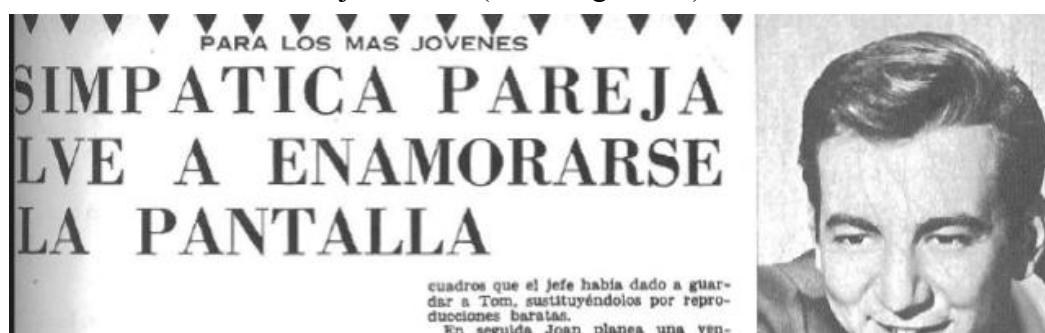 PARA LOS MAS JOVENES
SIMPATICA PAREJA
LVE A ENAMORARSE
LA PANTALLA
cuadros que el jefe había dado a guar-
dar a Tom, sustituyéndolos por repro-
ducciones baratas.
En seguida Joan planea una ven-